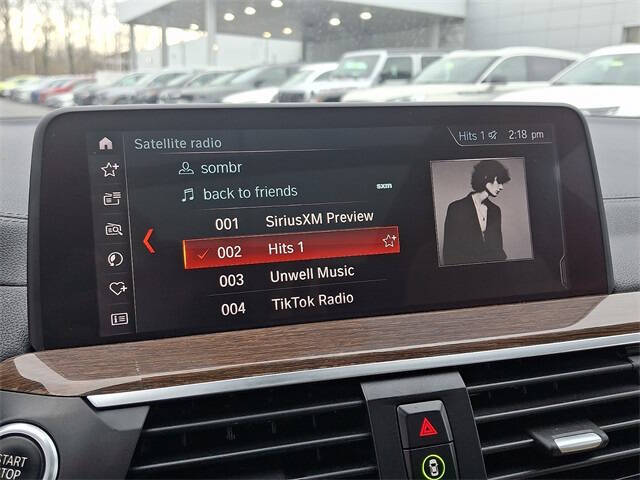 Satellite radio
Hits 1 2:18 pm
sombr
back to friends
sxm
001 SiriusXM Preview
002 Hits 1
003 Unwell Music
004 TikTok Radio
START
STOP